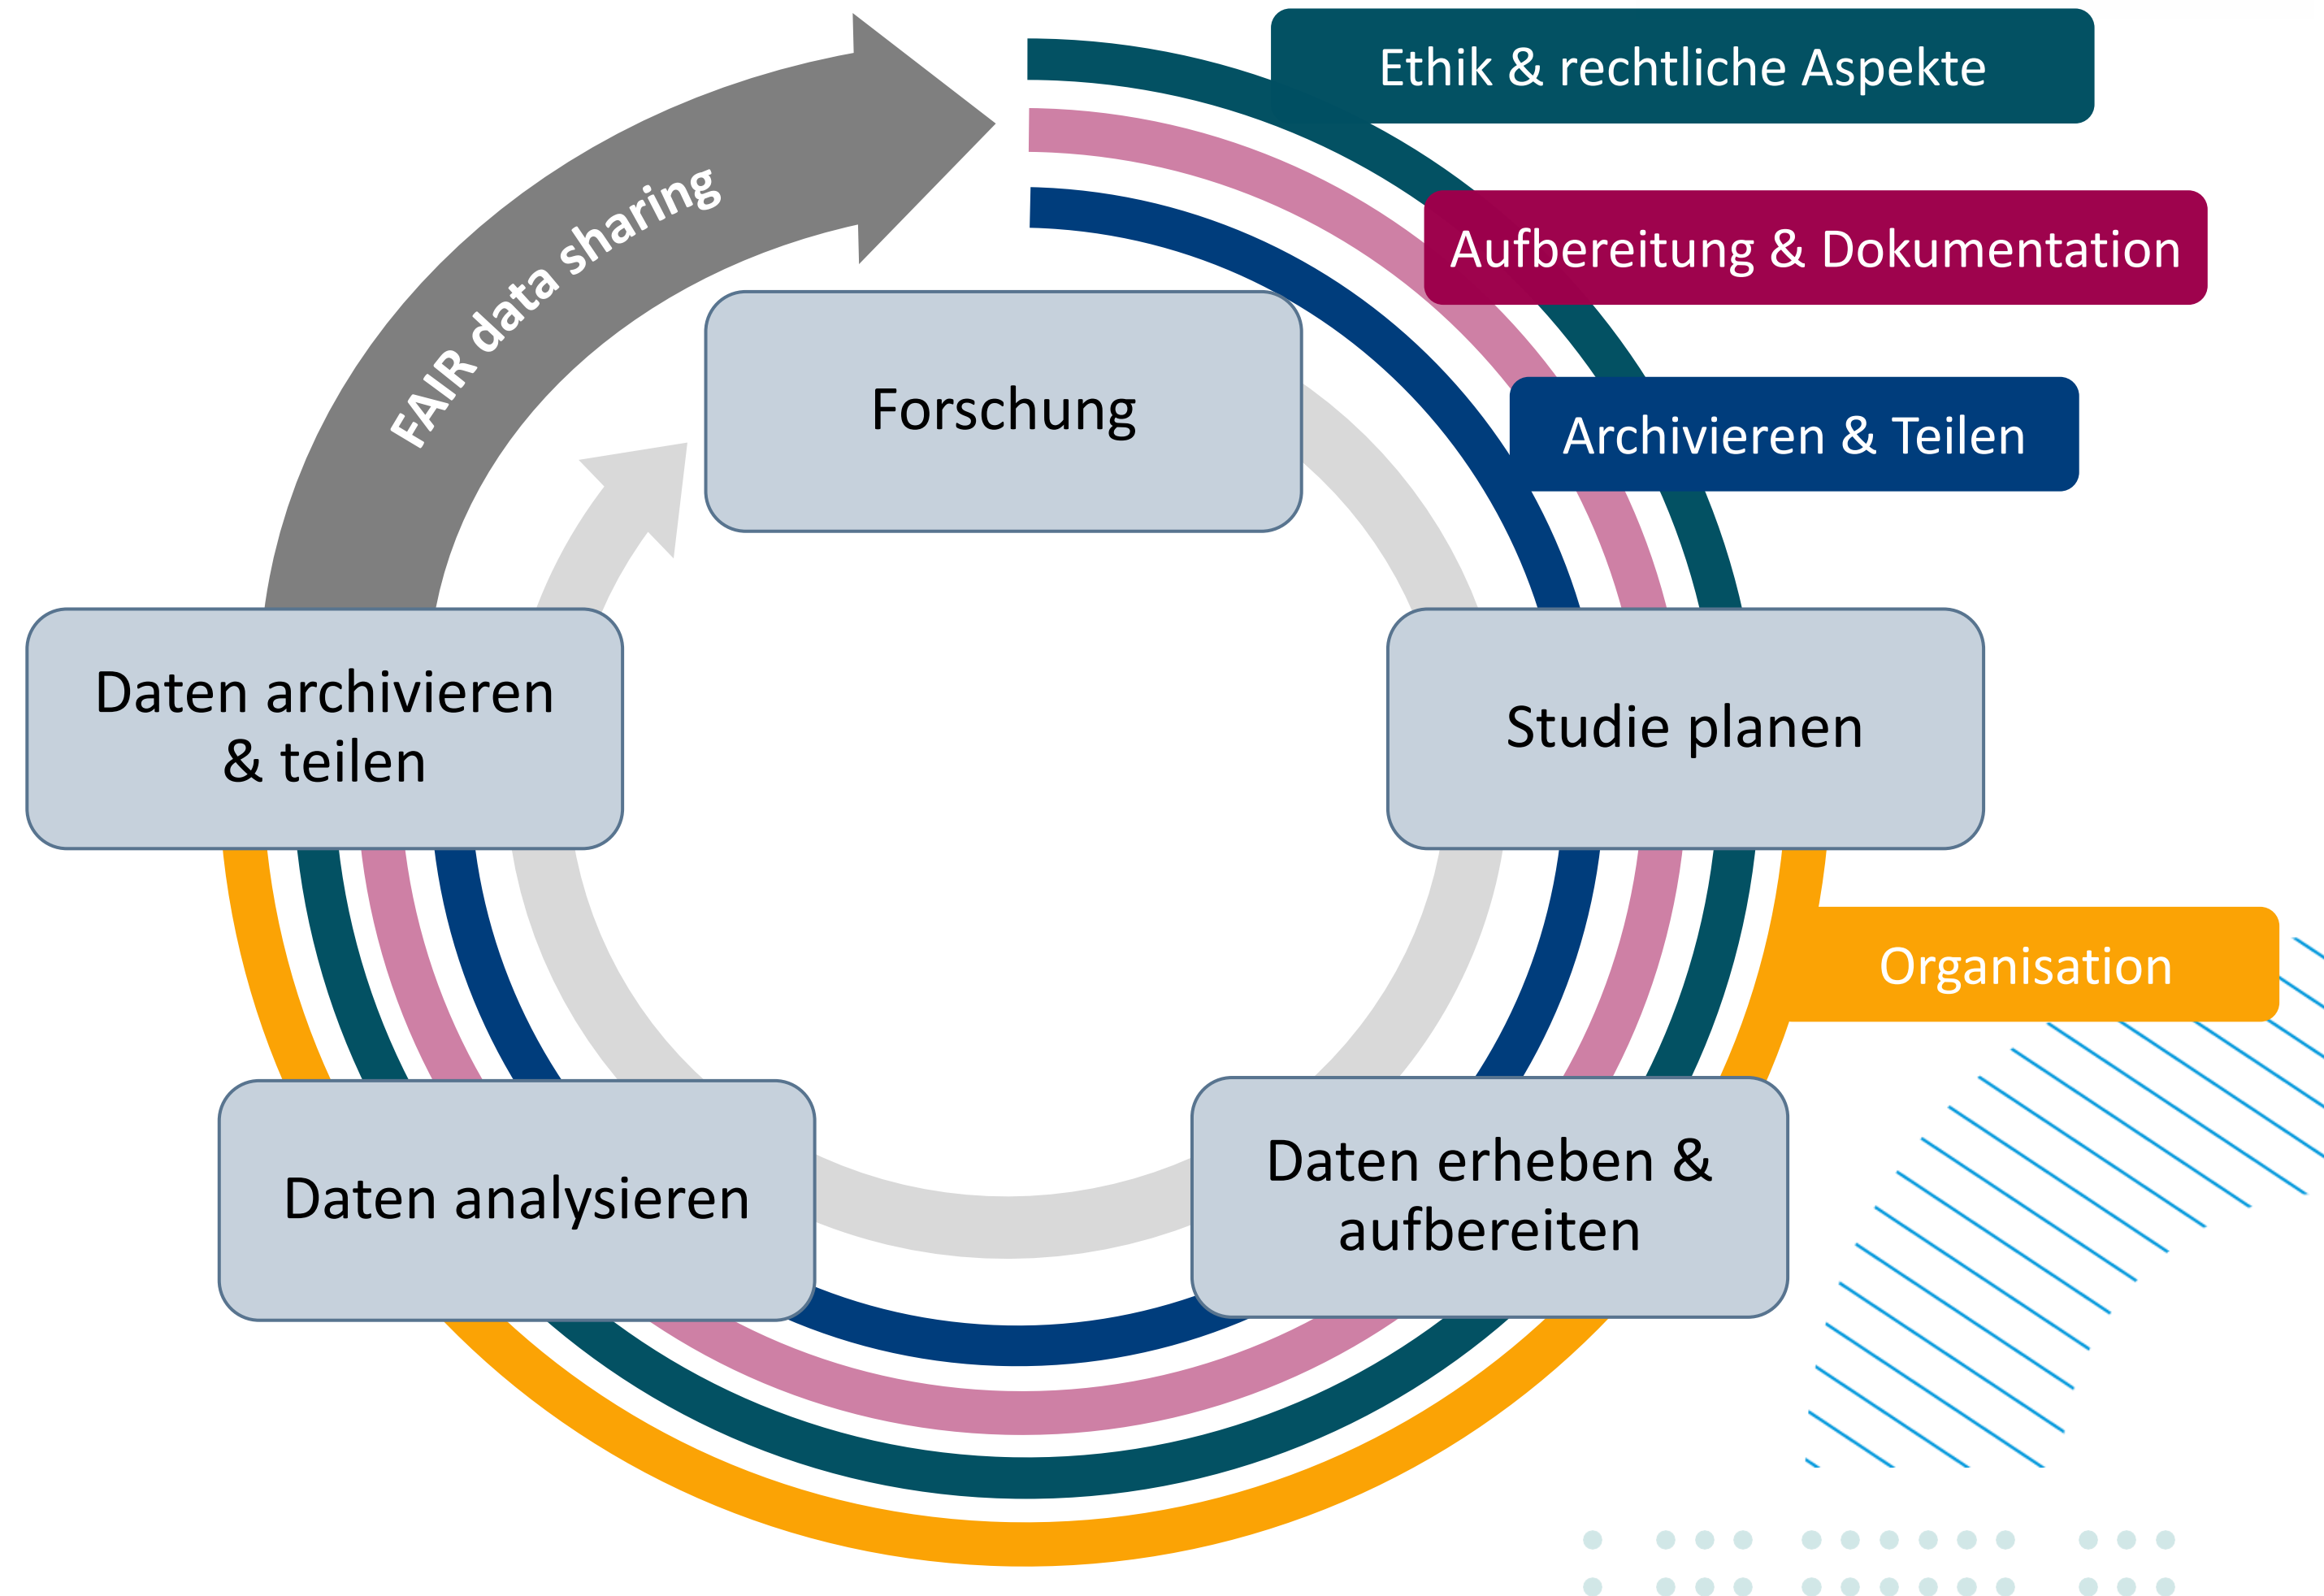 Ethik & rechtliche Aspekte
FAIR data sharing
Aufbereitung & Dokumentation
Forschung
Archivieren & Teilen
Daten archivieren
& teilen
Studie planen
Organisation
Daten analysieren
Daten erheben &
aufbereiten